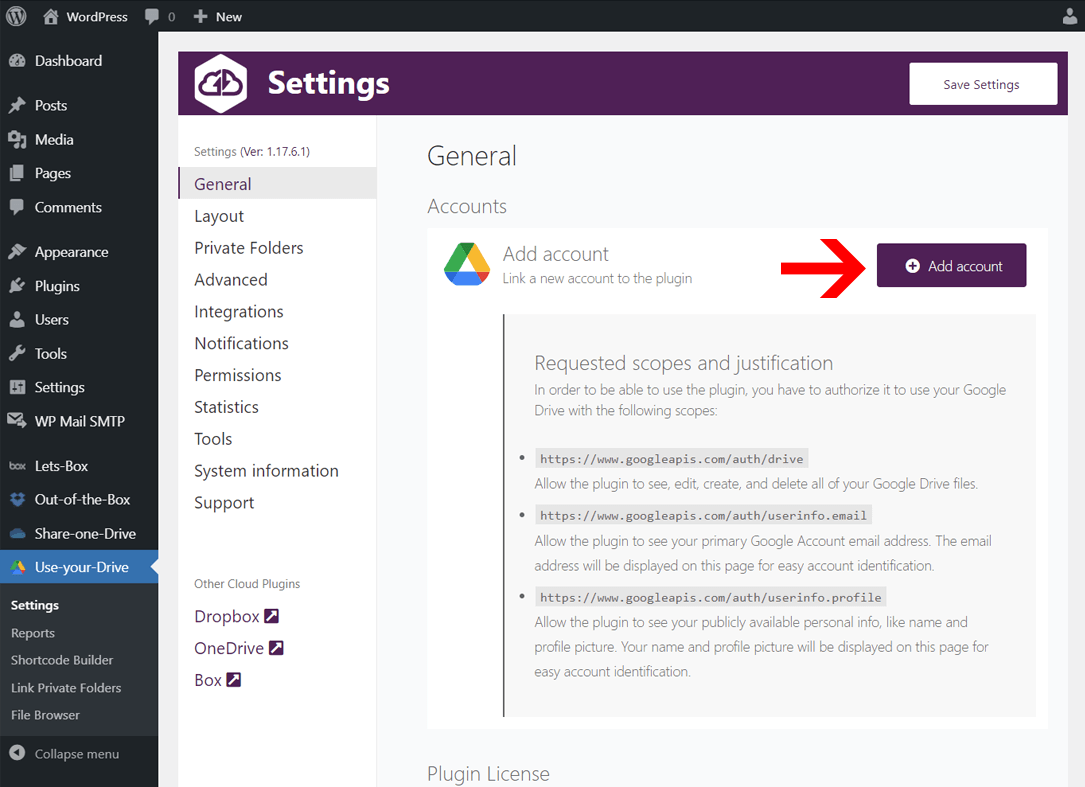 WordPress 0 New
Dashboard
Posts
Media
Pages
Comments
Appearance
Plugins
Users
Tools
Settings
WP Mail SMTP
box Lets-Box
Out-of-the-Box
Share-one-Drive
Use-your-Drive
Settings
Reports
Shortcode Builder
Link Private Folders
File Browser
Collapse menu
Settings
Save Settings
Settings (Ver: 1.17.6.1)
General
Layout
Private Folders
Advanced
Integrations
Notifications
Permissions
Statistics
Tools
System information
Support
Other Cloud Plugins
Dropbox
OneDrive
Box
General
Accounts
Add account
Link a new account to the plugin
Add account
Requested scopes and justification
In order to be able to use the plugin, you have to authorize it to use your Google
Drive with the following scopes:
• https://www.googleapis.com/auth/drive
Allow the plugin to see, edit, create, and delete all of your Google Drive files.
• https://www.googleapis.com/auth/userinfo.email
Allow the plugin to see your primary Google Account email address. The email
address will be displayed on this page for easy account identification.
• https://www.googleapis.com/auth/userinfo.profile
Allow the plugin to see your publicly available personal info, like name and
profile picture. Your name and profile picture will be displayed on this page for
easy account identification.
Plugin License